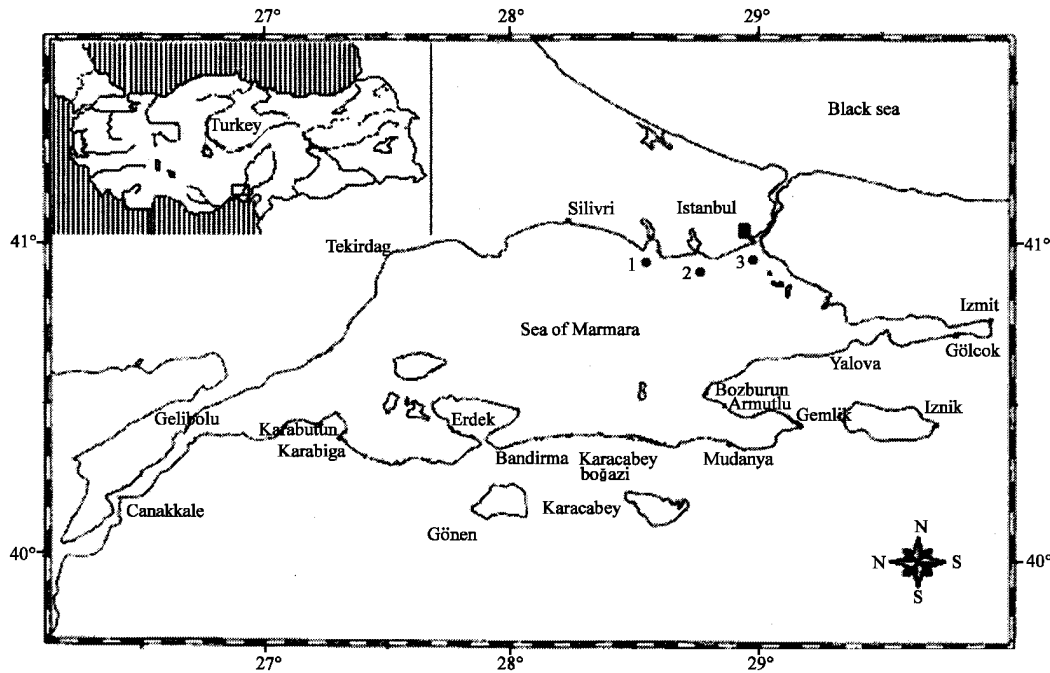 27° 28° 29°
Black sea
Turkey
Silivri Istanbul
41° Tekirdag 41°
1 2 3
Izmit
Sea of Marmara
Gölcok
Yalova
Bozburun
Armutlu
Gelibolu Erdek Gemlik Iznik
Karaburun
Karabiga
Bandirma Karacabey Mudanya
boğazi
Canakkale Karacabey
Gönen
N
40° N S 40°
S
27° 28° 29°